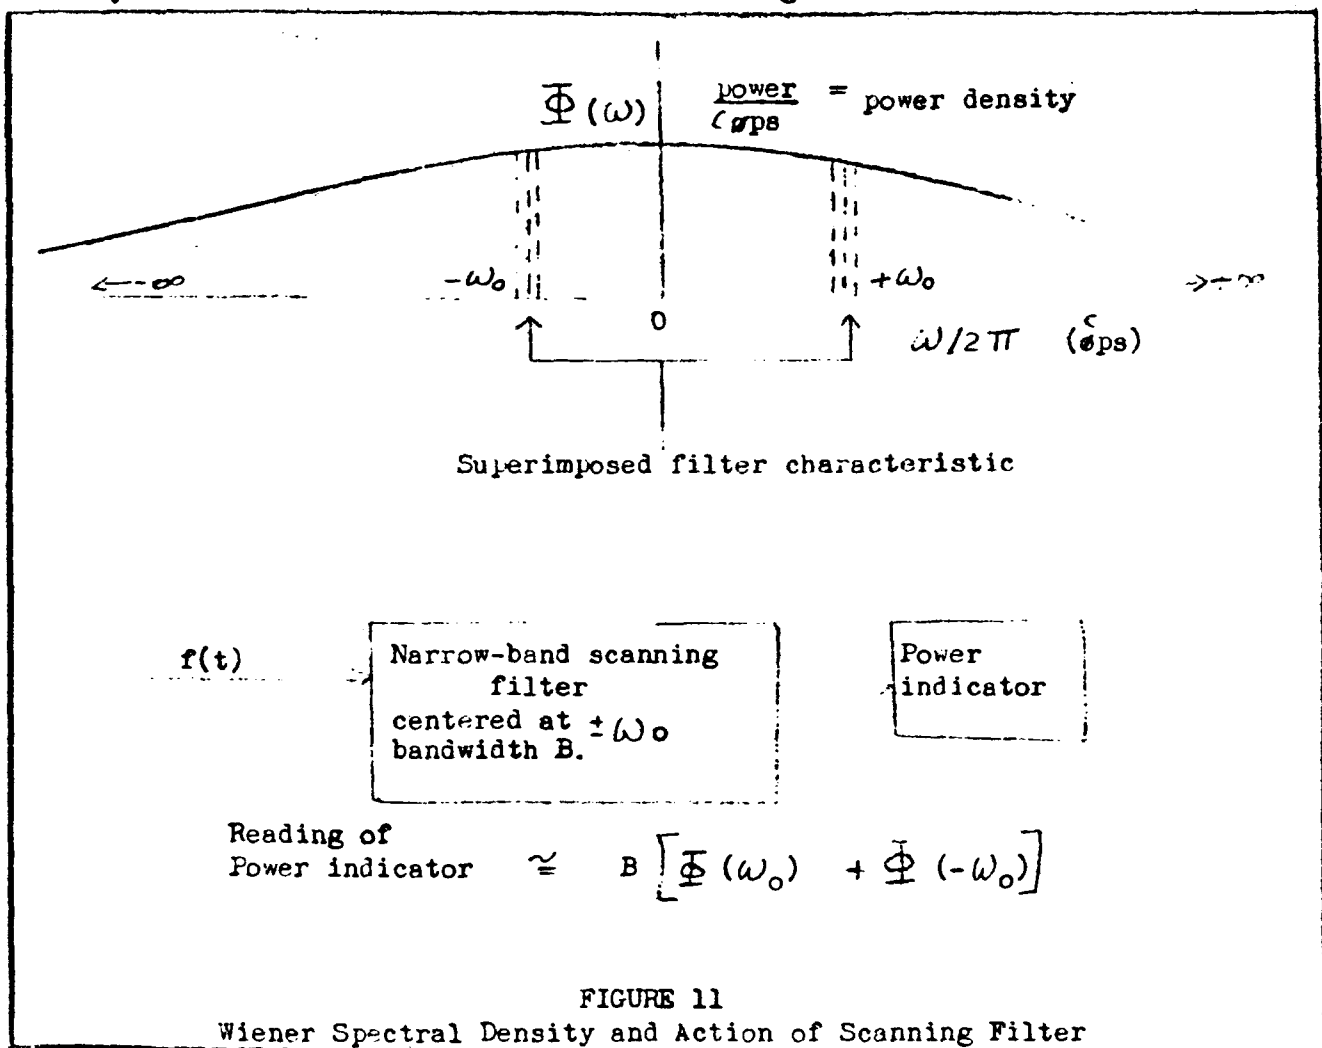 Φ(ω) power/cps = power density
←-∞ -ω₀ 0 +ω₀ →+∞
ω/2π (cps)
Superimposed filter characteristic
f(t)
Narrow-band scanning
filter
centered at ±ω₀
bandwidth B.
Power
indicator
Reading of
Power indicator ≅ B [Φ(ω₀) + Φ(-ω₀)]
FIGURE 11
Wiener Spectral Density and Action of Scanning Filter